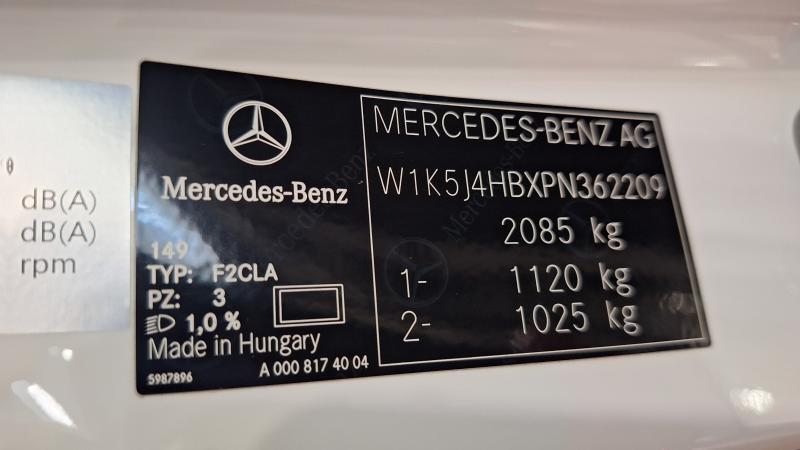 dB(A)
dB(A)
rpm
Mercedes-Benz
149
TYP: F2CLA
PZ: 3
1,0 %
Made in Hungary
5987896
A 000 817 40 04
MERCEDES-BENZ AG
W1K5J4HBXPN362209
2085 kg
1- 1120 kg
2- 1025 kg